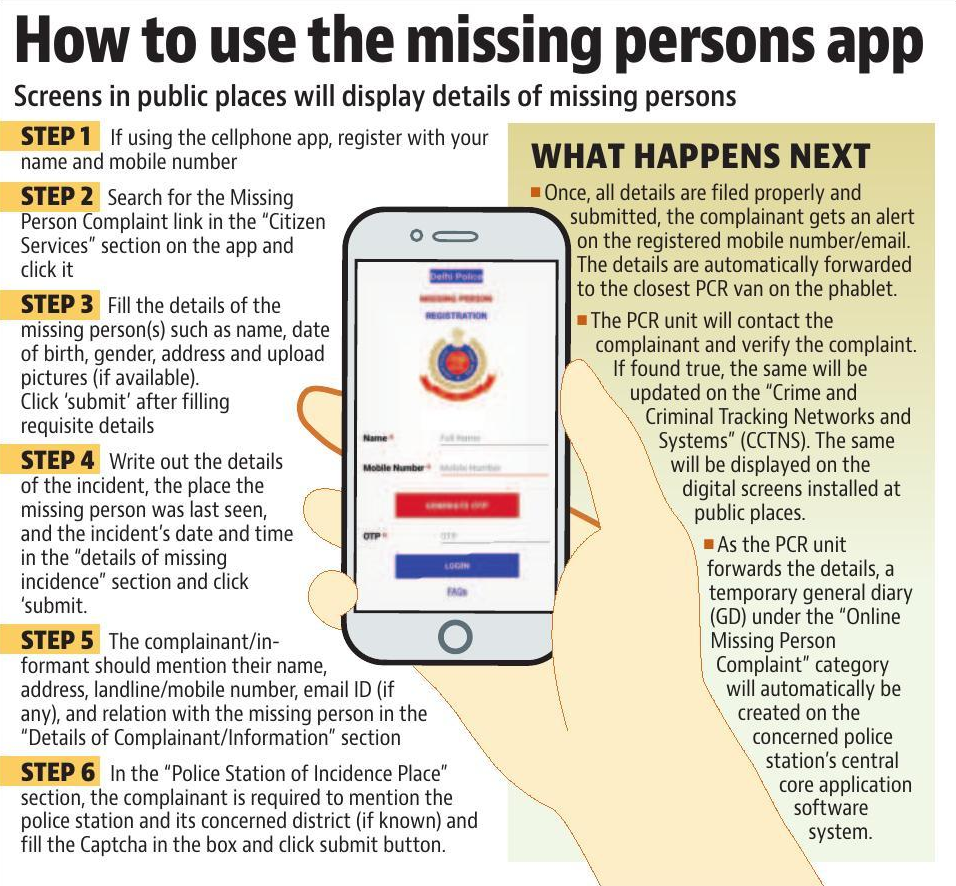 How to use the missing persons app
Screens in public places will display details of missing persons
STEP 1 If using the cellphone app, register with your
name and mobile number
STEP 2 Search for the Missing
Person Complaint link in the “Citizen
Services” section on the app and
click it
STEP 3 Fill the details of the
missing person(s) such as name, date
of birth, gender, address and upload
pictures (if available).
Click ‘submit’ after filling
requisite details
STEP 4 Write out the details
of the incident, the place the
missing person was last seen,
and the incident’s date and time
in the “details of missing
incidence” section and click
‘submit.
STEP 5 The complainant/in-
formant should mention their name,
address, landline/mobile number, email ID (if
any), and relation with the missing person in the
“Details of Complainant/Information” section
STEP 6 In the “Police Station of Incidence Place”
section, the complainant is required to mention the
police station and its concerned district (if known) and
fill the Captcha in the box and click submit button.
Delhi Police
MISSING PERSON
REGISTRATION
Name* Full Name
Mobile Number* Mobile Number
GENERATE OTP
OTP* OTP
LOGIN
FAQs
WHAT HAPPENS NEXT
Once, all details are filed properly and
submitted, the complainant gets an alert
on the registered mobile number/email.
The details are automatically forwarded
to the closest PCR van on the phablet.
The PCR unit will contact the
complainant and verify the complaint.
If found true, the same will be
updated on the “Crime and
Criminal Tracking Networks and
Systems” (CCTNS). The same
will be displayed on the
digital screens installed at
public places.
As the PCR unit
forwards the details, a
temporary general diary
(GD) under the “Online
Missing Person
Complaint” category
will automatically be
created on the
concerned police
station’s central
core application
software
system.